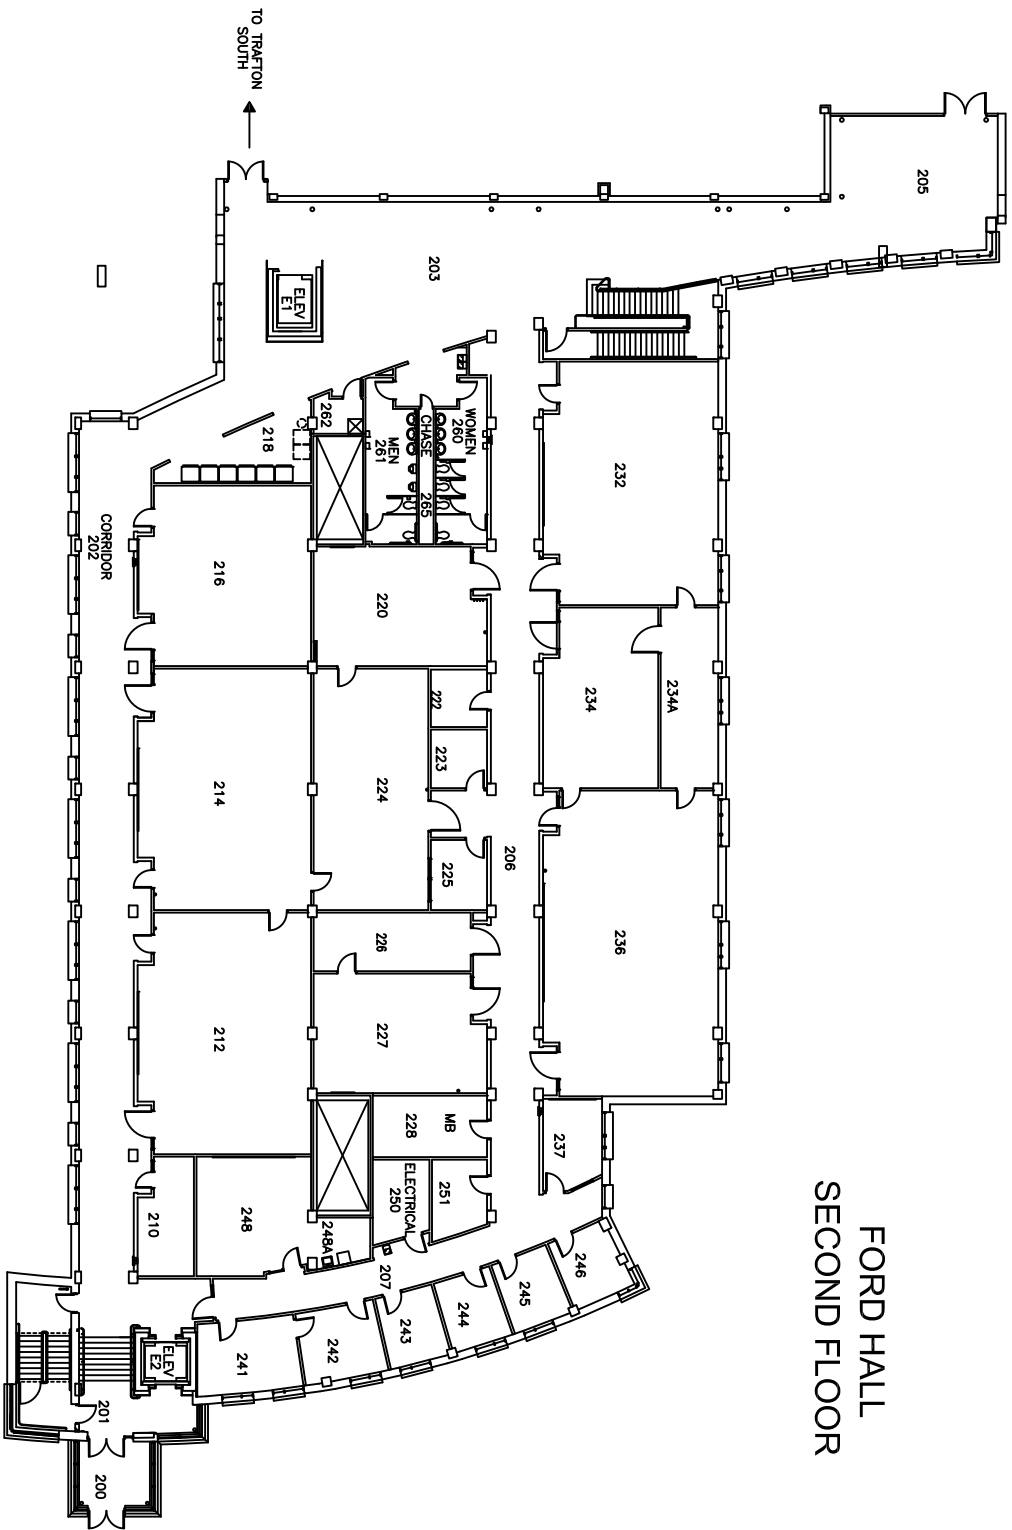 FORD HALL
SECOND FLOOR
TO TRAFTON
SOUTH
205
203
ELEV
E1
232
234
234A
236
237
206
WOMEN
260
CHASE 265
MEN
261
262
218
220
222
223
224
225
226
227
MB
228
ELECTRICAL
250
251
216
214
212
210
248
248A
CORRIDOR
202
207
246
245
244
243
242
241
ELEV
E2
201
200